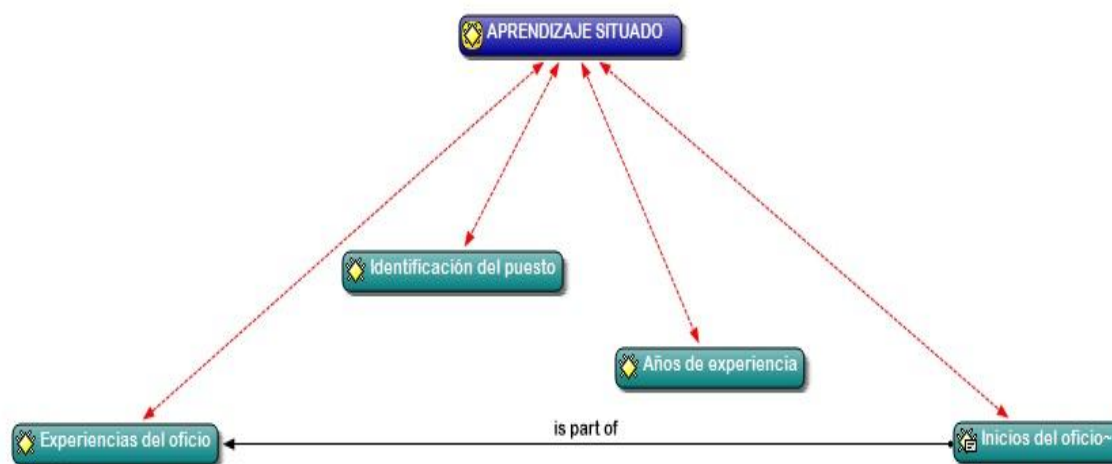 APRENDIZAJE SITUADO
Identificación del puesto
Años de experiencia
Experiencias del oficio
is part of
Inicios del oficio~